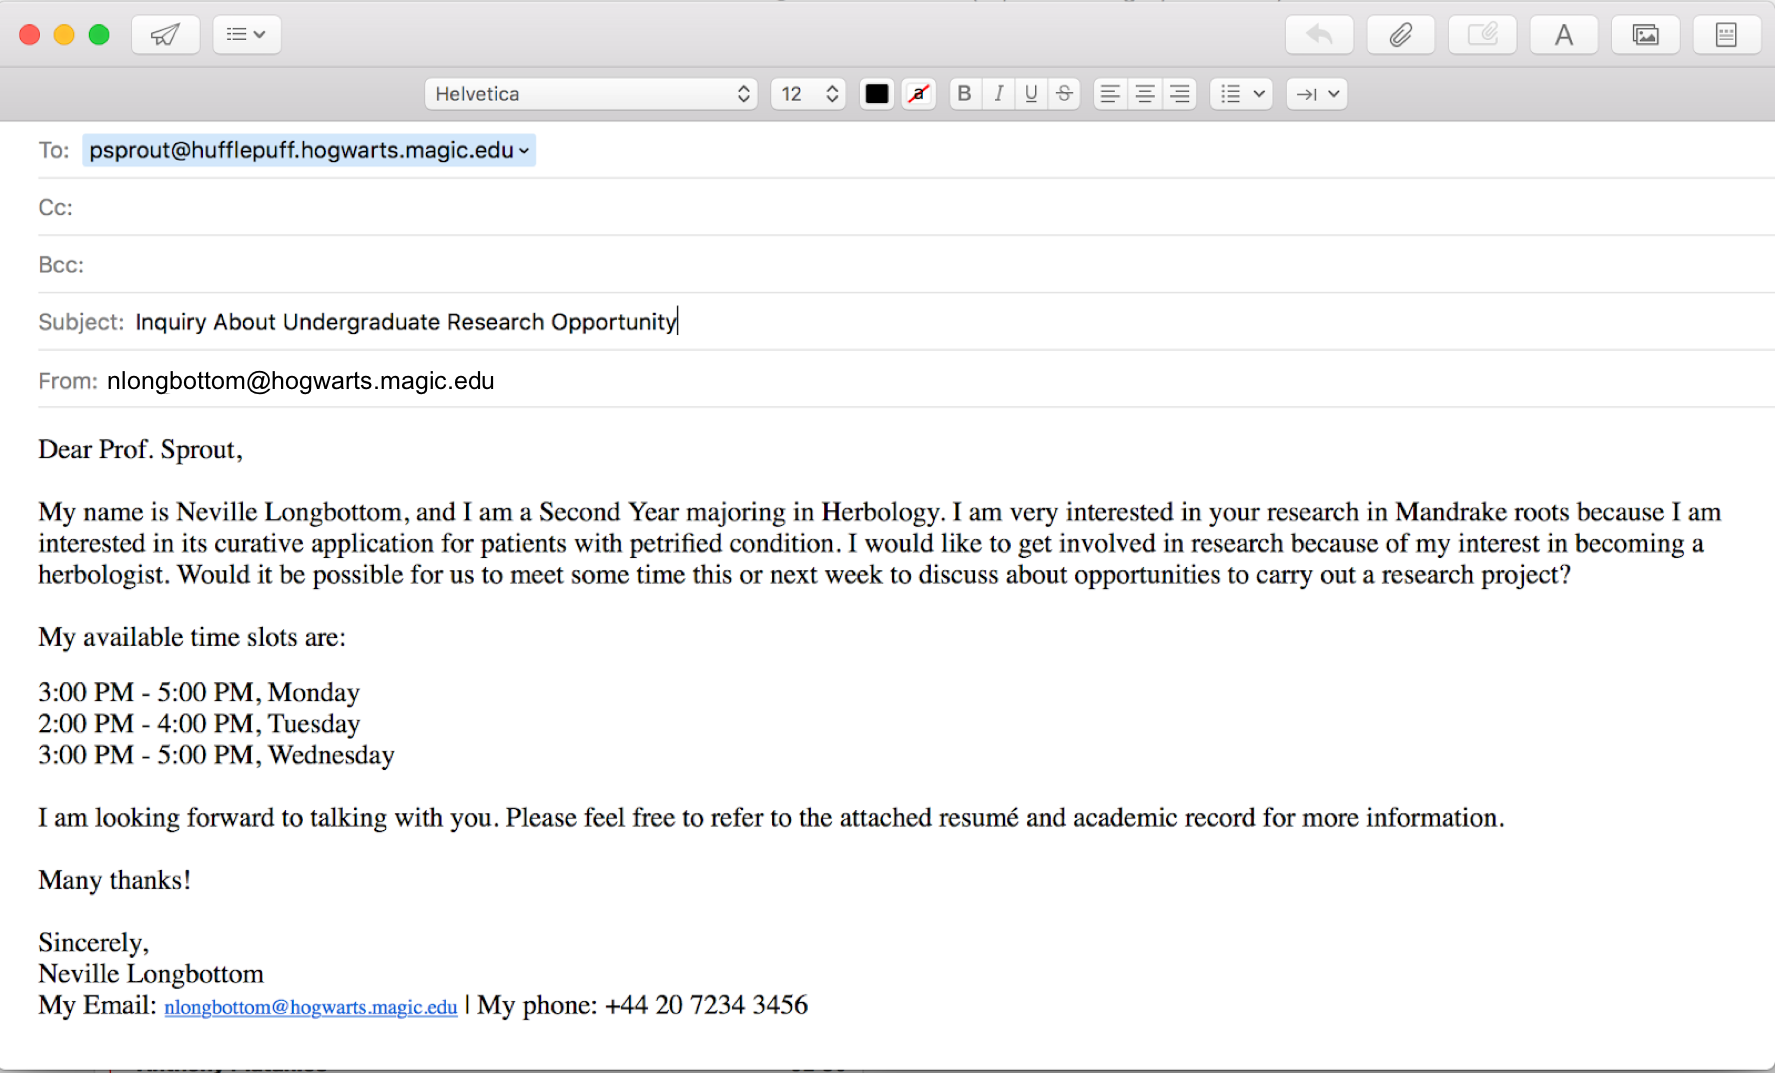 Helvetica
12
a
B I U S
A
To: psprout@hufflepuff.hogwarts.magic.edu
Cc:
Bcc:
Subject: Inquiry About Undergraduate Research Opportunity
From: nlongbottom@hogwarts.magic.edu
Dear Prof. Sprout,
My name is Neville Longbottom, and I am a Second Year majoring in Herbology. I am very interested in your research in Mandrake roots because I am
interested in its curative application for patients with petrified condition. I would like to get involved in research because of my interest in becoming a
herbologist. Would it be possible for us to meet some time this or next week to discuss about opportunities to carry out a research project?
My available time slots are:
3:00 PM - 5:00 PM, Monday
2:00 PM - 4:00 PM, Tuesday
3:00 PM - 5:00 PM, Wednesday
I am looking forward to talking with you. Please feel free to refer to the attached resumé and academic record for more information.
Many thanks!
Sincerely,
Neville Longbottom
My Email: nlongbottom@hogwarts.magic.edu | My phone: +44 20 7234 3456